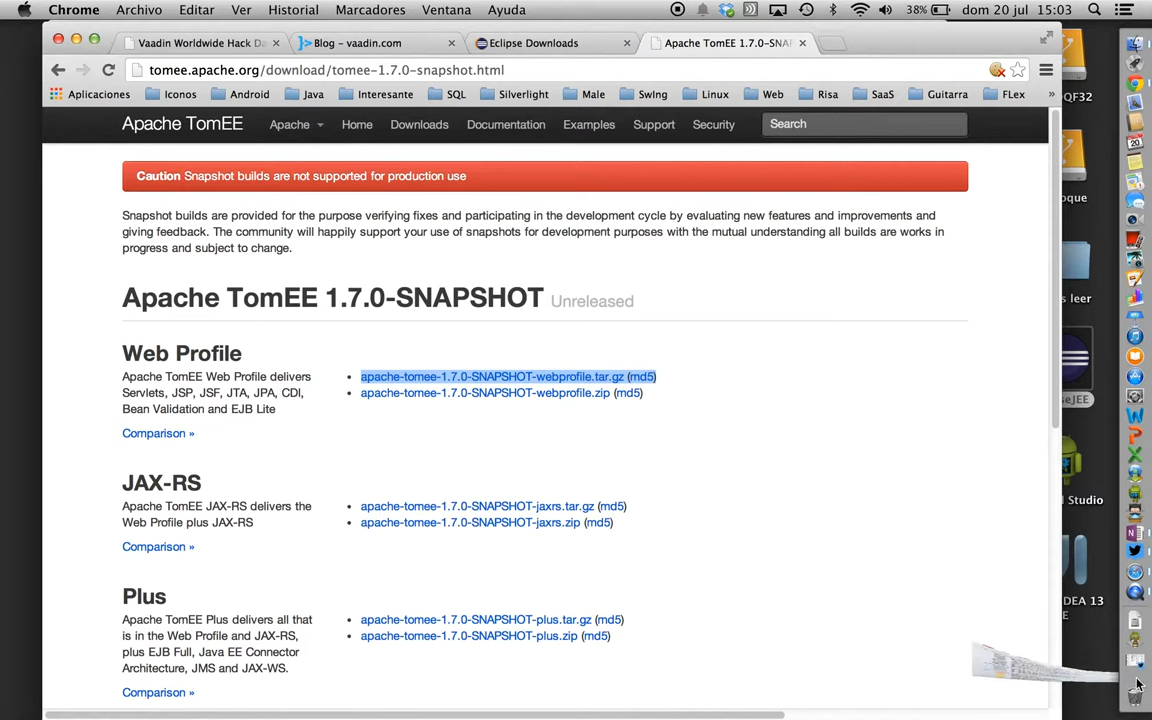 Chrome Archivo Editar Ver Historial Marcadores Ventana Ayuda 38% dom 20 jul 15:03
Vaadin Worldwide Hack Da Blog – vaadin.com Eclipse Downloads Apache TomEE 1.7.0-SNA
tomee.apache.org/download/tomee-1.7.0-snapshot.html
Aplicaciones Iconos Android Java Interesante SQL Silverlight Male SwIng Linux Web Risa SaaS Guitarra FLex »
Apache TomEE Apache Home Downloads Documentation Examples Support Security Search
Caution Snapshot builds are not supported for production use
Snapshot builds are provided for the purpose verifying fixes and participating in the development cycle by evaluating new features and improvements and
giving feedback. The community will happily support your use of snapshots for development purposes with the mutual understanding all builds are works in
progress and subject to change.
Apache TomEE 1.7.0-SNAPSHOT Unreleased
Web Profile
Apache TomEE Web Profile delivers
Servlets, JSP, JSF, JTA, JPA, CDI,
Bean Validation and EJB Lite
• apache-tomee-1.7.0-SNAPSHOT-webprofile.tar.gz (md5)
• apache-tomee-1.7.0-SNAPSHOT-webprofile.zip (md5)
Comparison »
JAX-RS
Apache TomEE JAX-RS delivers the
Web Profile plus JAX-RS
• apache-tomee-1.7.0-SNAPSHOT-jaxrs.tar.gz (md5)
• apache-tomee-1.7.0-SNAPSHOT-jaxrs.zip (md5)
Comparison »
Plus
Apache TomEE Plus delivers all that
is in the Web Profile and JAX-RS,
plus EJB Full, Java EE Connector
Architecture, JMS and JAX-WS.
• apache-tomee-1.7.0-SNAPSHOT-plus.tar.gz (md5)
• apache-tomee-1.7.0-SNAPSHOT-plus.zip (md5)
Comparison »
QF32
oque
s leer
seJEE
l Studio
DEA 13
E
20